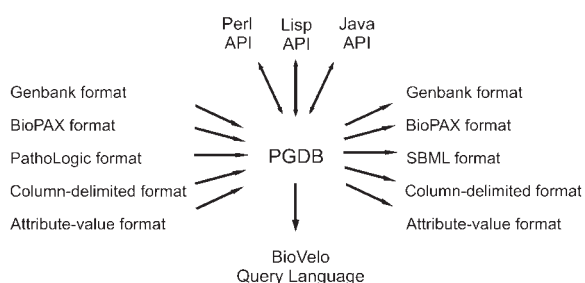 Perl Lisp Java
API API API
Genbank format
BioPAX format
PathoLogic format
Column-delimited format
Attribute-value format
PGDB
Genbank format
BioPAX format
SBML format
Column-delimited format
Attribute-value format
BioVelo
Query Language